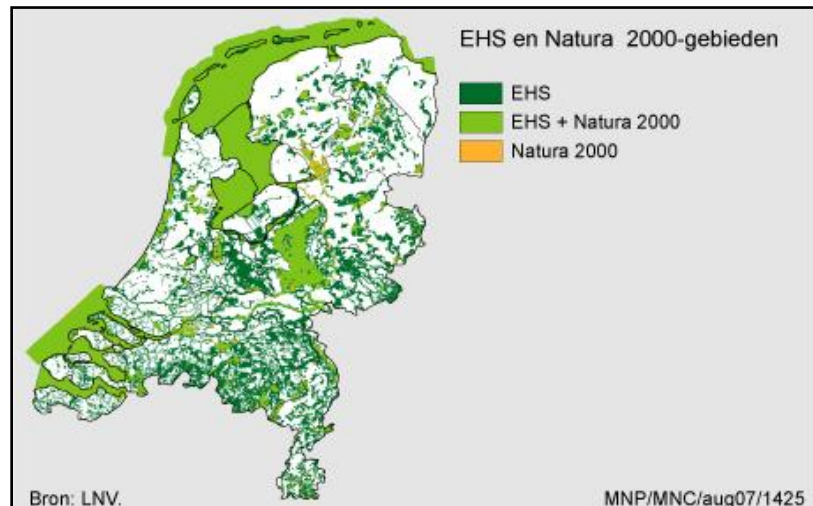 EHS en Natura 2000-gebieden
EHS
EHS + Natura 2000
Natura 2000
Bron: LNV.
MNP/MNC/aug07/1425